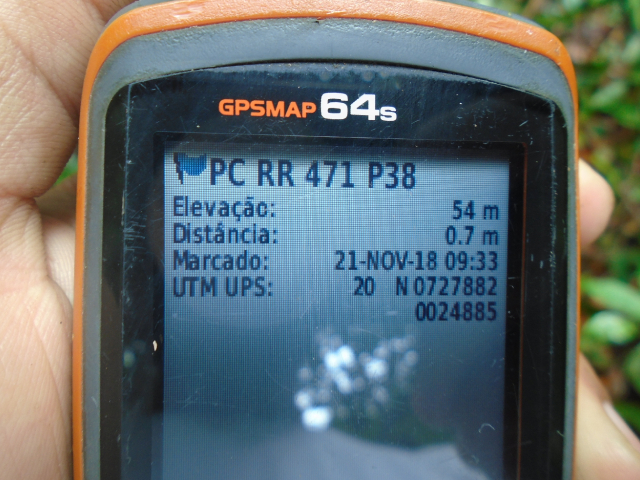 GPSMAP 64s
PC RR 471 P38
Elevação: 54 m
Distância: 0.7 m
Marcado: 21-NOV-18 09:33
UTM UPS: 20 N 0727882
0024885